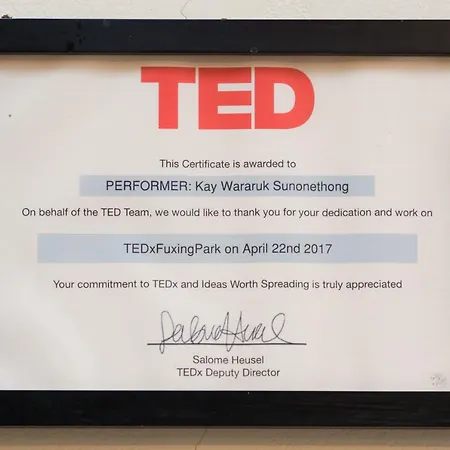 TED
This Certificate is awarded to
PERFORMER: Kay Wararuk Sunonethong
On behalf of the TED Team, we would like to thank you for your dedication and work on
TEDxFuxingPark on April 22nd 2017
Your commitment to TEDx and Ideas Worth Spreading is truly appreciated
Salome Heusel
TEDx Deputy Director